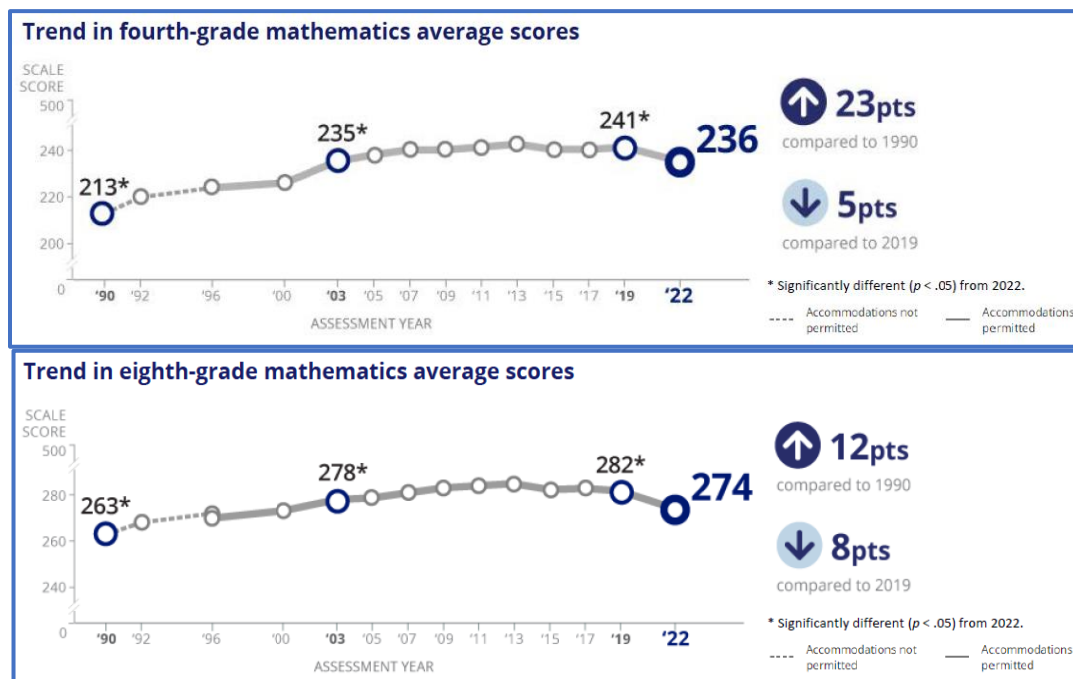 Trend in fourth-grade mathematics average scores
SCALE
SCORE
500
240
220
200
0
213*
235*
241*
236
'90 '92 '96 '00 '03 '05 '07 '09 '11 '13 '15 '17 '19 '22
ASSESSMENT YEAR
23pts
compared to 1990
5pts
compared to 2019
* Significantly different (p < .05) from 2022.
Accommodations not
permitted
Accommodations
permitted
Trend in eighth-grade mathematics average scores
SCALE
SCORE
500
280
260
240
0
263*
278*
282*
274
'90 '92 '96 '00 '03 '05 '07 '09 '11 '13 '15 '17 '19 '22
ASSESSMENT YEAR
12pts
compared to 1990
8pts
compared to 2019
* Significantly different (p < .05) from 2022.
Accommodations not
permitted
Accommodations
permitted